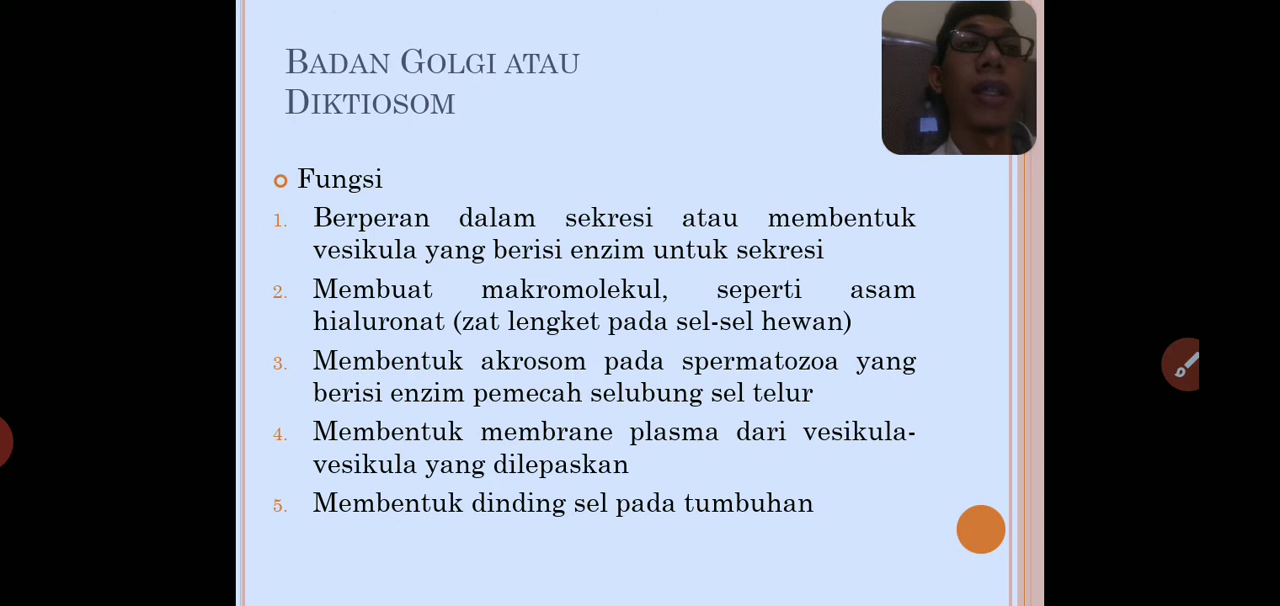 BADAN GOLGI ATAU
DIKTIOSOM
Fungsi
1. Berperan dalam sekresi atau membentuk
vesikula yang berisi enzim untuk sekresi
2. Membuat makromolekul, seperti asam
hialuronat (zat lengket pada sel-sel hewan)
3. Membentuk akrosom pada spermatozoa yang
berisi enzim pemecah selubung sel telur
4. Membentuk membrane plasma dari vesikula-
vesikula yang dilepaskan
5. Membentuk dinding sel pada tumbuhan